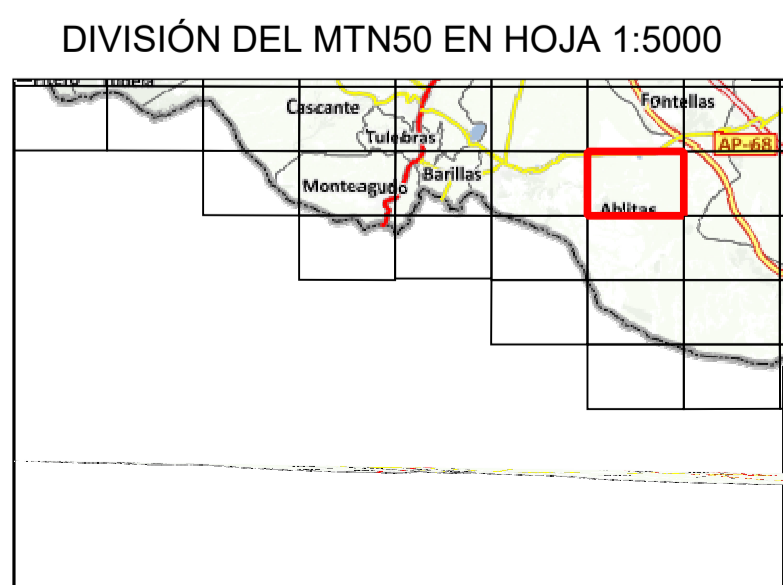 DIVISIÓN DEL MTN50 EN HOJA 1:5000
Fontellas
Cascante
Tulebras
AP-68
Barillas
Monteagudo
Ablitas